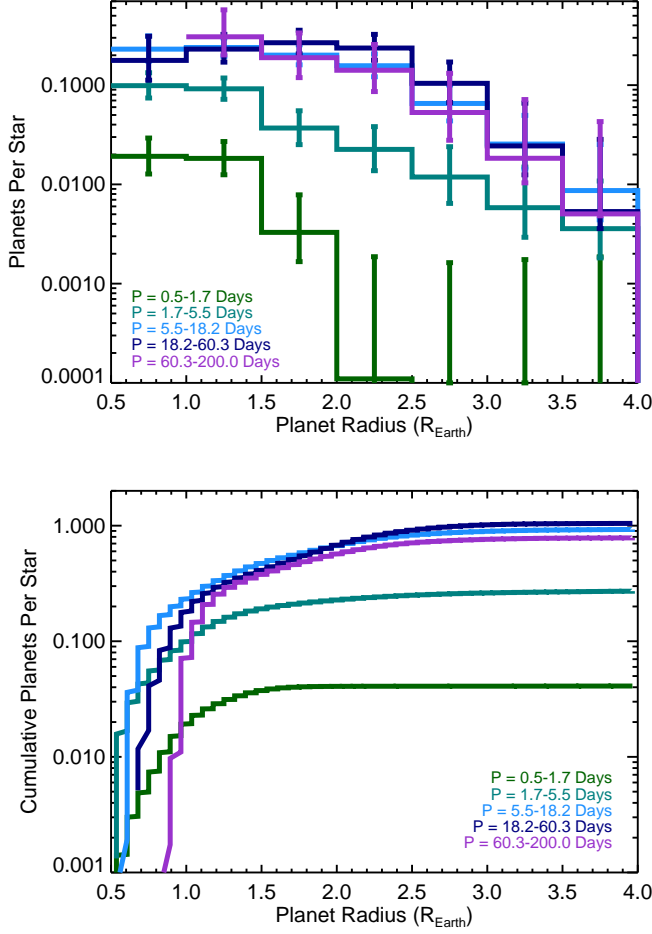 0.1000
0.0100
0.0010
0.0001
Planets Per Star
P = 0.5-1.7 Days
P = 1.7-5.5 Days
P = 5.5-18.2 Days
P = 18.2-60.3 Days
P = 60.3-200.0 Days
0.5 1.0 1.5 2.0 2.5 3.0 3.5 4.0
Planet Radius (REarth)
1.000
0.100
0.010
0.001
Cumulative Planets Per Star
P = 0.5-1.7 Days
P = 1.7-5.5 Days
P = 5.5-18.2 Days
P = 18.2-60.3 Days
P = 60.3-200.0 Days
0.5 1.0 1.5 2.0 2.5 3.0 3.5 4.0
Planet Radius (REarth)